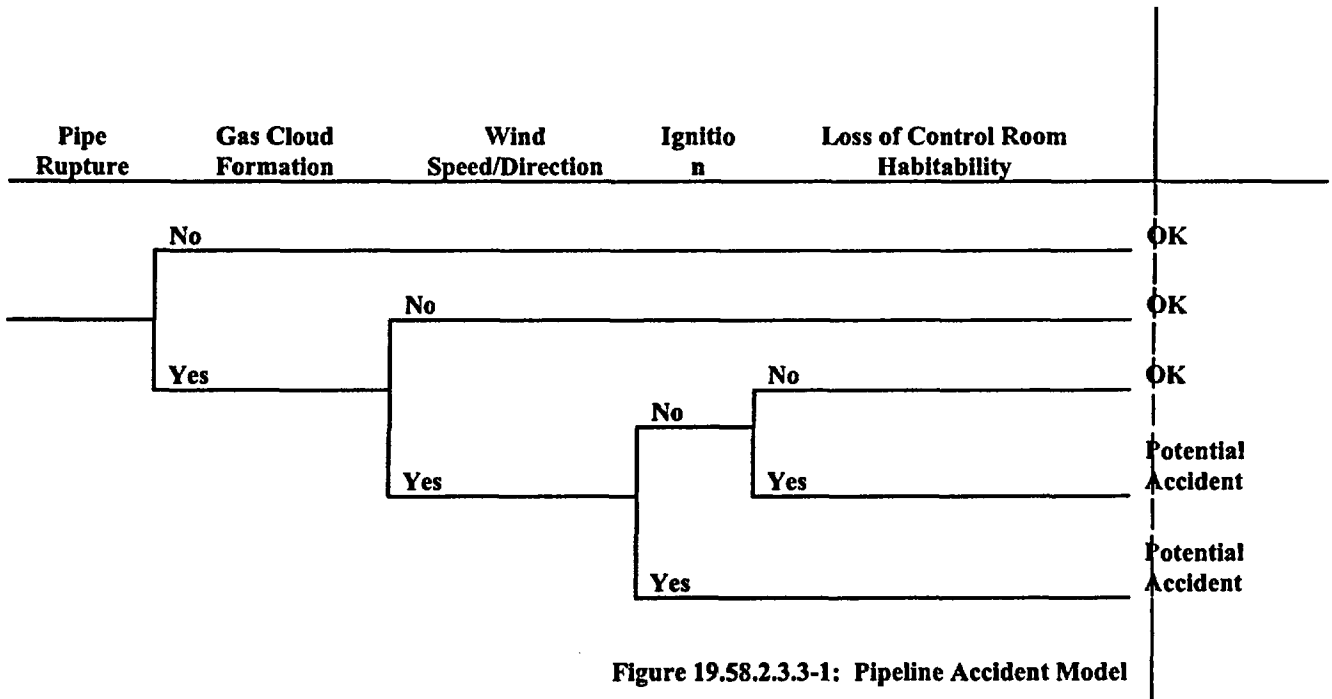 Pipe Rupture
Gas Cloud Formation
Wind Speed/Direction
Ignitio n
Loss of Control Room Habitability
No
OK
No
OK
Yes
No
OK
No
Yes
Yes
Potential Accident
Yes
Potential Accident
Figure 19.58.2.3.3-1: Pipeline Accident Model